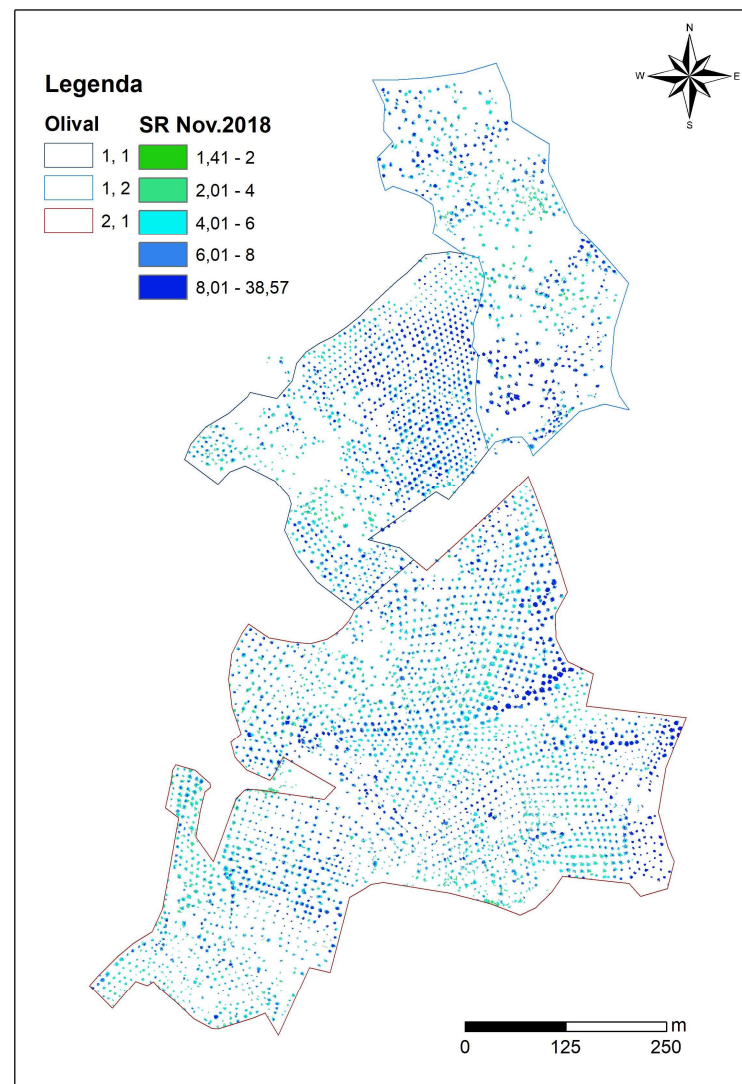 N
W E
S
Legenda
Olival SR Nov.2018
1, 1 1,41 - 2
1, 2 2,01 - 4
2, 1 4,01 - 6
6,01 - 8
8,01 - 38,57
m
0 125 250